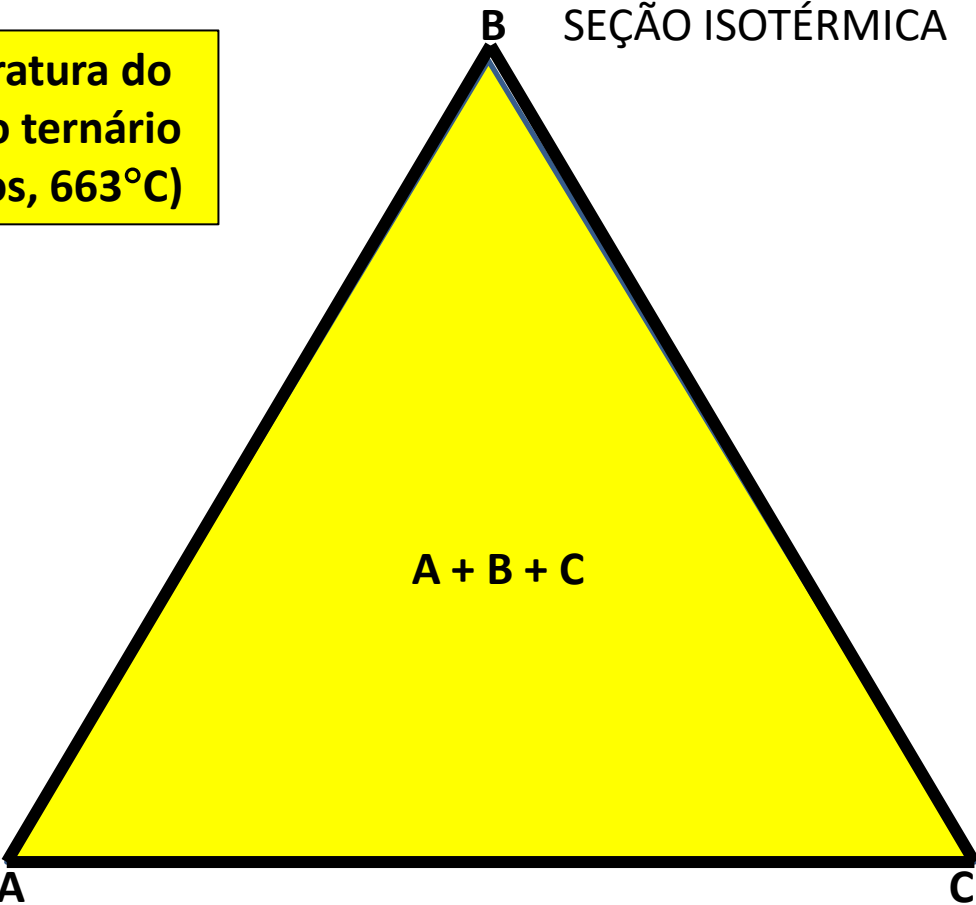 B
SEÇÃO ISOTÉRMICA
ratura do
o ternário
os, 663°C)
A + B + C
A
C